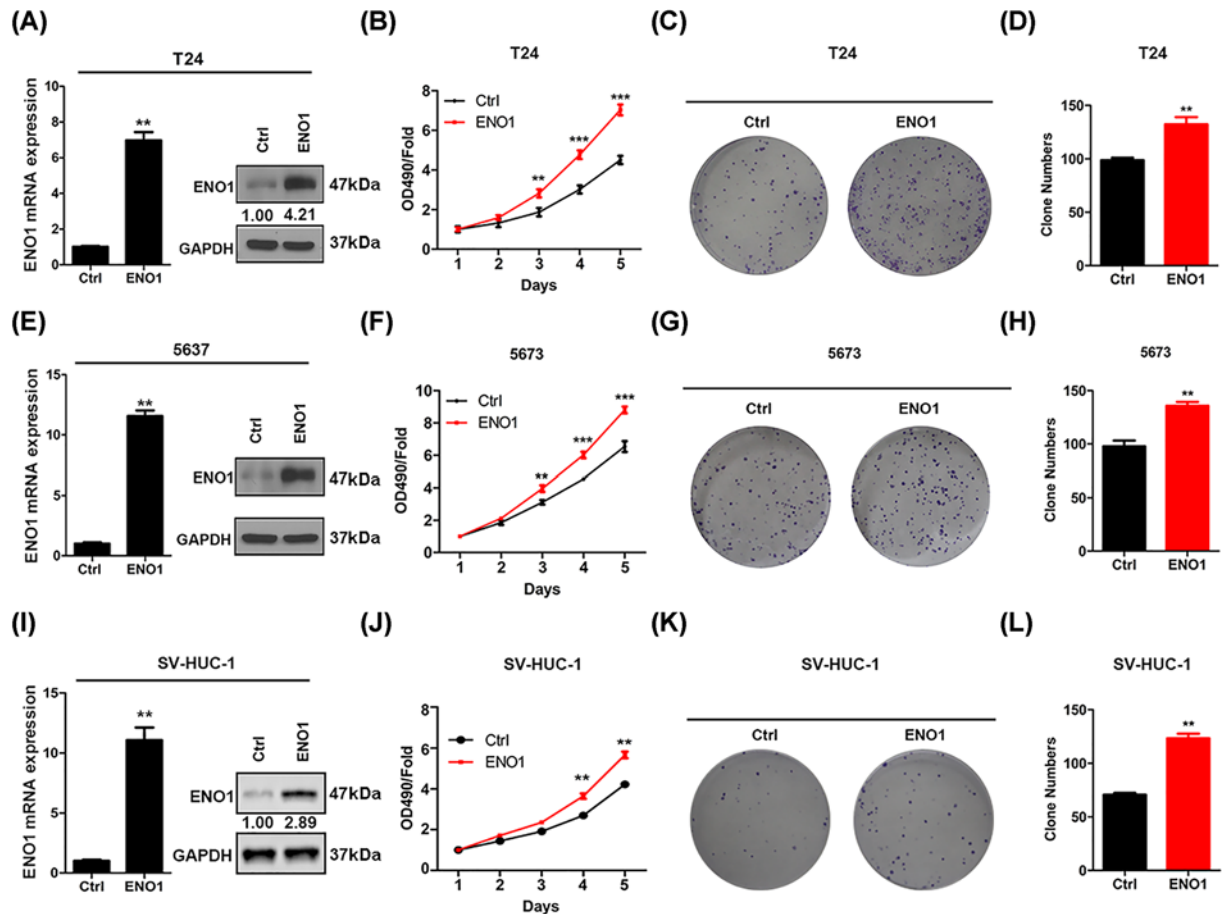 (A)
T24
ENO1 mRNA expression
10
8
6
4
2
0
**
Ctrl
ENO1
Ctrl
ENO1
ENO1
47kDa
1.00 4.21
GAPDH
37kDa
(B)
T24
OD490/Fold
8
6
4
2
0
Ctrl
ENO1
**
***
***
1 2 3 4 5
Days
(C)
T24
Ctrl
ENO1
(D)
T24
Clone Numbers
150
100
50
0
**
Ctrl
ENO1
(E)
5637
ENO1 mRNA expression
15
10
5
0
**
Ctrl
ENO1
Ctrl
ENO1
ENO1
47kDa
GAPDH
37kDa
(F)
5673
OD490/Fold
10
8
6
4
2
0
Ctrl
ENO1
**
***
***
1 2 3 4 5
Days
(G)
5673
Ctrl
ENO1
(H)
5673
Clone Numbers
150
100
50
0
**
Ctrl
ENO1
(I)
SV-HUC-1
ENO1 mRNA expression
15
10
5
0
**
Ctrl
ENO1
Ctrl
ENO1
ENO1
47kDa
1.00 2.89
GAPDH
37kDa
(J)
SV-HUC-1
OD490/Fold
8
6
4
2
0
Ctrl
ENO1
**
**
1 2 3 4 5
Days
(K)
SV-HUC-1
Ctrl
ENO1
(L)
SV-HUC-1
Clone Numbers
150
100
50
0
**
Ctrl
ENO1